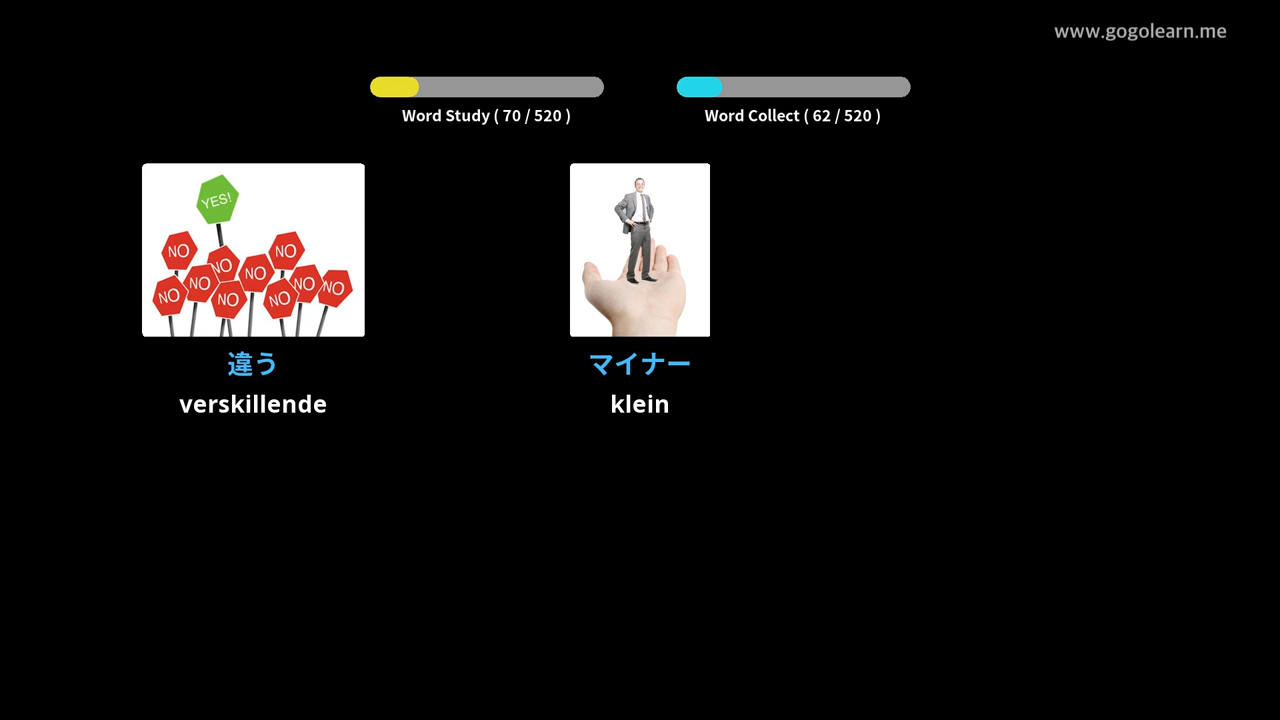 www.gogolearn.me
Word Study ( 70 / 520 )
Word Collect ( 62 / 520 )
YES!
NO
NO
NO
NO
NO
NO
NO
NO
NO
NO
違う
マイナー
verskillende
klein